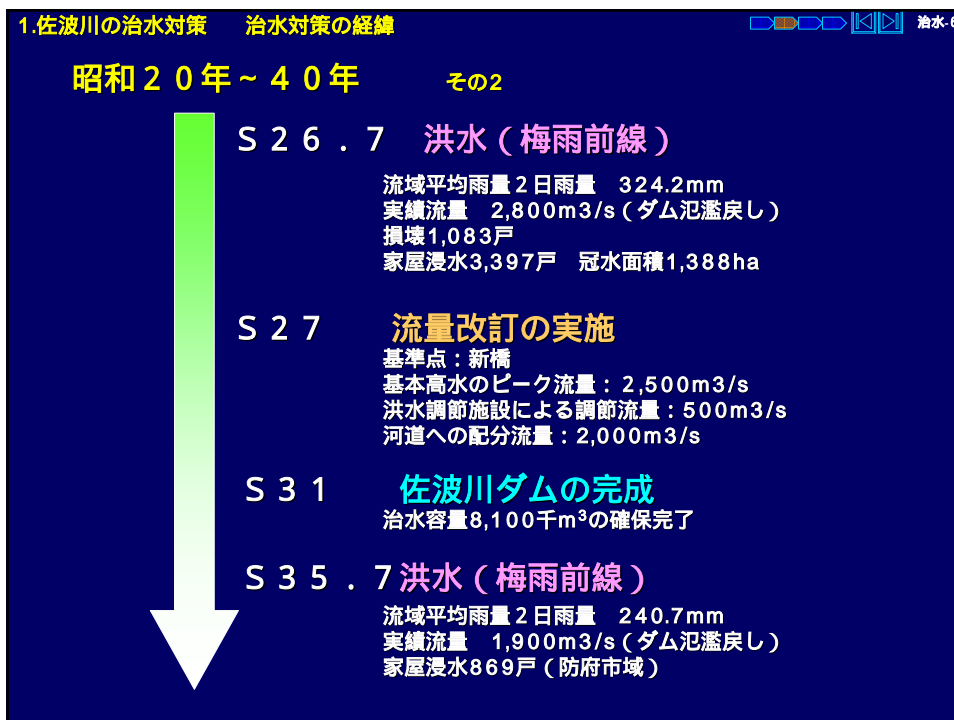 1.佐波川の治水対策　治水対策の経緯
治水-6
昭和２０年～４０年　その2
Ｓ２６．７　洪水（梅雨前線）
流域平均雨量２日雨量　324.2mm
実績流量　2,800m3/s（ダム氾濫戻し）
損壊1,083戸
家屋浸水3,397戸　冠水面積1,388ha
Ｓ２７　流量改訂の実施
基準点：新橋
基本高水のピーク流量：２,500m3/s
洪水調節施設による調節流量：500m3/s
河道への配分流量：2,000m3/s
Ｓ３１　佐波川ダムの完成
治水容量8,100千m³の確保完了
Ｓ３５．７洪水（梅雨前線）
流域平均雨量２日雨量　240.7mm
実績流量　1,900m3/s（ダム氾濫戻し）
家屋浸水869戸（防府市域）